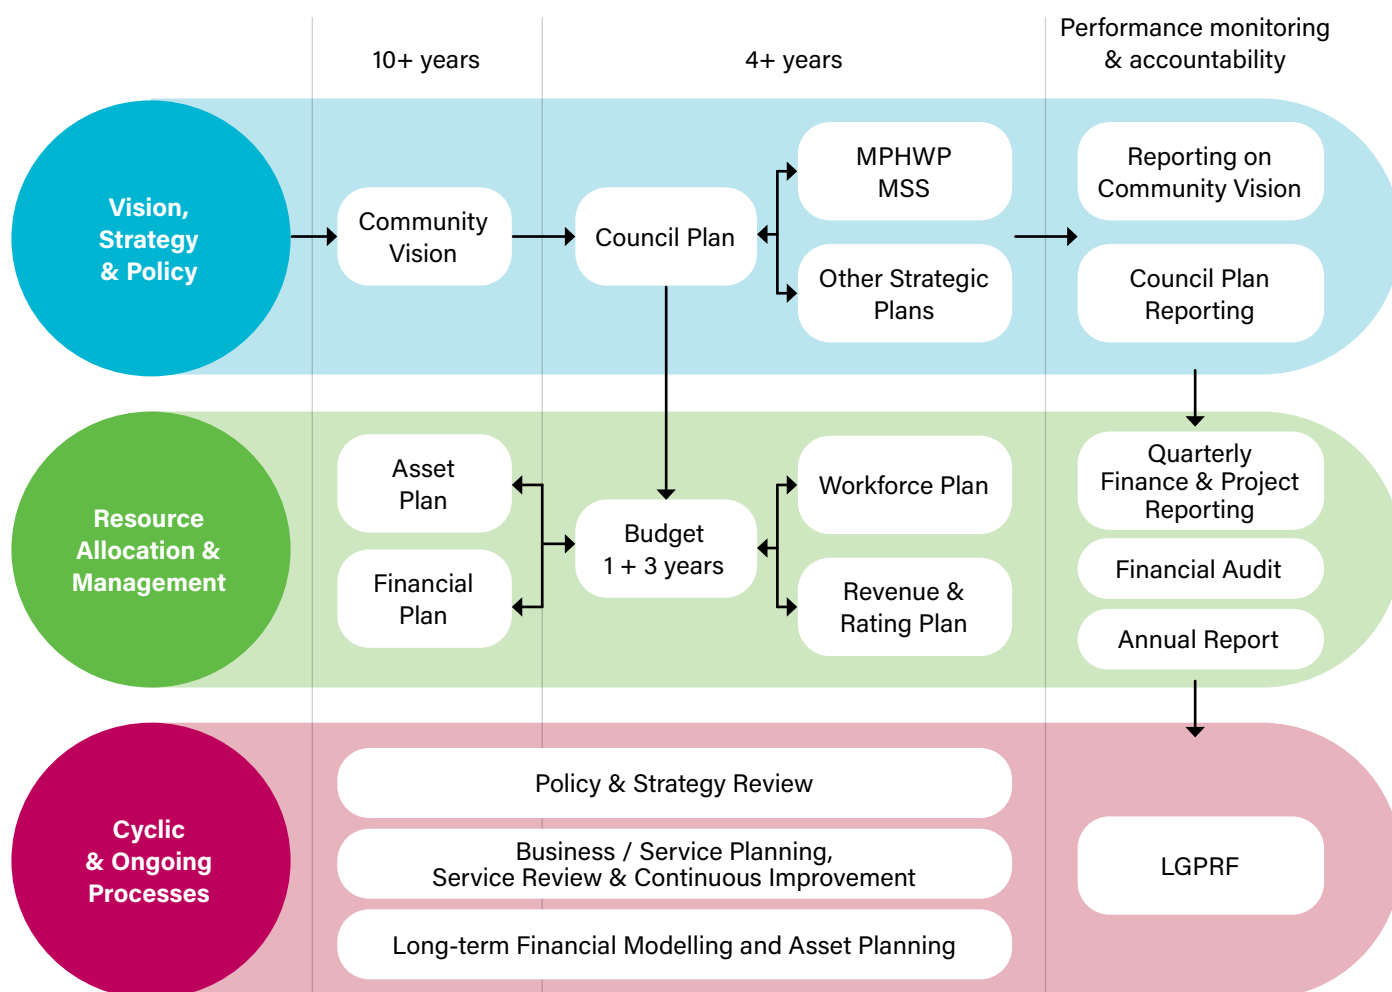 10+ years
4+ years
Performance monitoring
& accountability
Vision,
Strategy
& Policy
Community
Vision
Council Plan
MPHWP
MSS
Other Strategic
Plans
Reporting on
Community Vision
Council Plan
Reporting
Resource
Allocation &
Management
Asset
Plan
Financial
Plan
Budget
1 + 3 years
Workforce Plan
Revenue &
Rating Plan
Quarterly
Finance & Project
Reporting
Financial Audit
Annual Report
Cyclic
& Ongoing
Processes
Policy & Strategy Review
Business / Service Planning,
Service Review & Continuous Improvement
Long-term Financial Modelling and Asset Planning
LGPRF